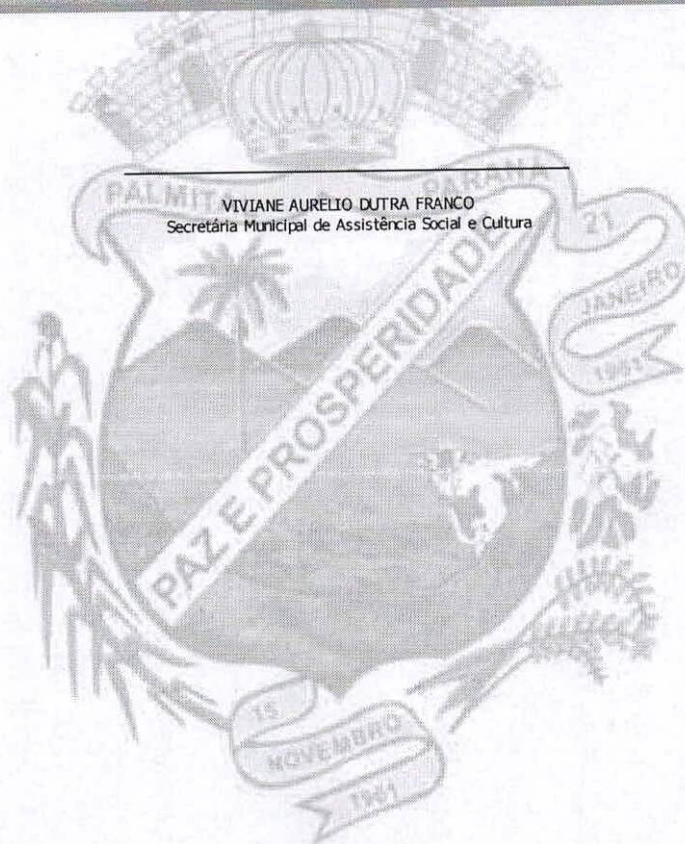 PALMITAL PARANÁ
VIVIANE AURELIO DUTRA FRANCO
Secretária Municipal de Assistência Social e Cultura
21
JANEIRO
1961
PAZ E PROSPERIDADE
15
NOVEMBRO
1961